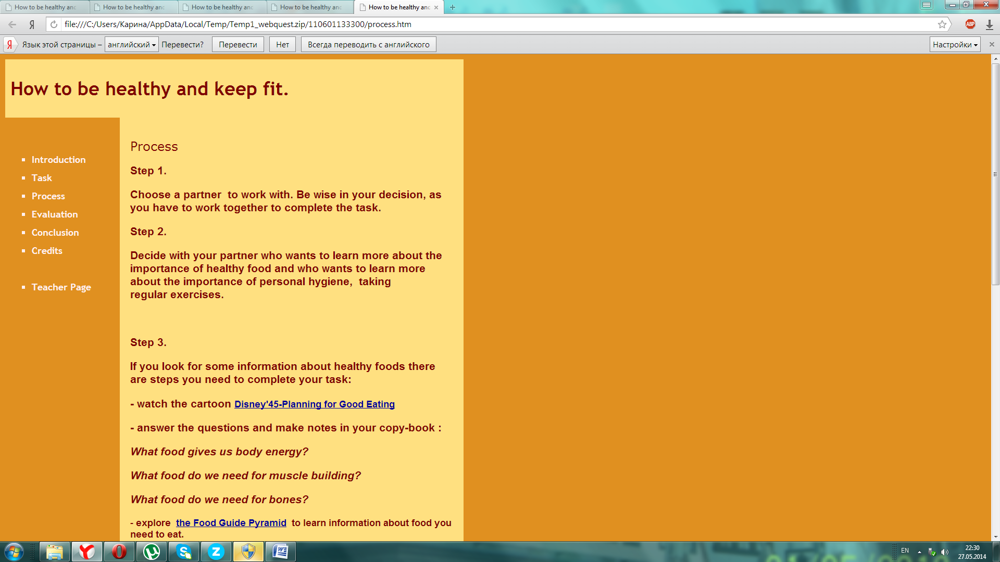 How to be healthy and
How to be healthy and
How to be healthy and
How to be healthy and
How to be healthy and
file:///C:/Users/Карина/AppData/Local/Temp/Temp1_webquest.zip/110601133300/process.htm
ABP
Язык этой страницы – английский Перевести? Перевести Нет Всегда переводить с английского Настройки
How to be healthy and keep fit.
Introduction
Task
Process
Evaluation
Conclusion
Credits
Teacher Page
Process
Step 1.
Choose a partner to work with. Be wise in your decision, as
you have to work together to complete the task.
Step 2.
Decide with your partner who wants to learn more about the
importance of healthy food and who wants to learn more
about the importance of personal hygiene, taking
regular exercises.
Step 3.
If you look for some information about healthy foods there
are steps you need to complete your task:
- watch the cartoon Disney'45-Planning for Good Eating
- answer the questions and make notes in your copy-book :
What food gives us body energy?
What food do we need for muscle building?
What food do we need for bones?
- explore the Food Guide Pyramid to learn information about food you
need to eat.
EN
22:30
27.05.2014